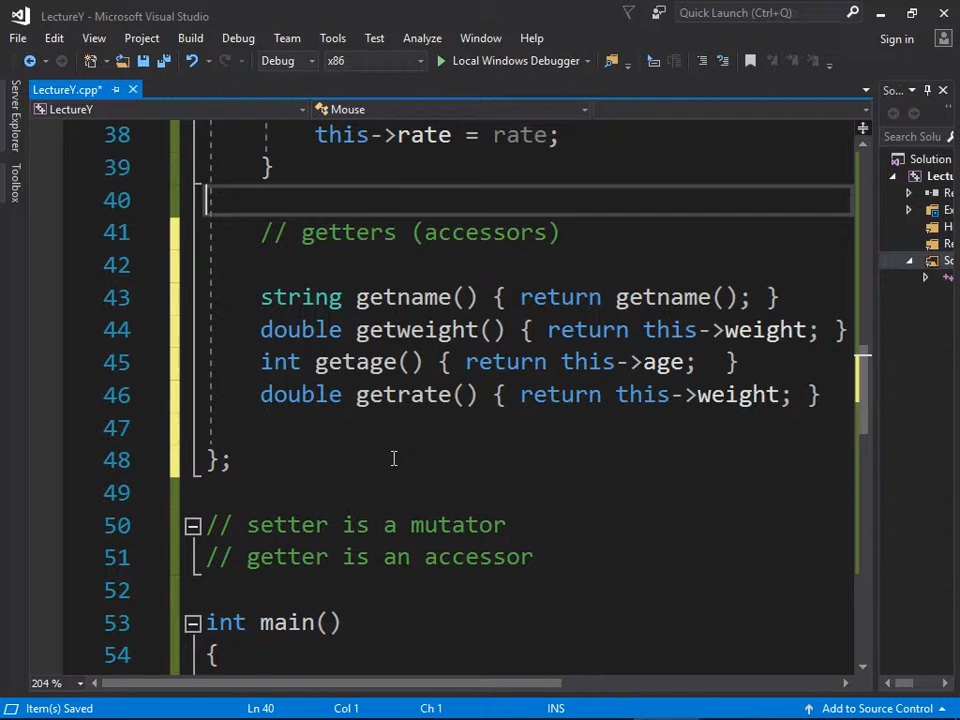 LectureY - Microsoft Visual Studio
Quick Launch (Ctrl+Q)
File Edit View Project Build Debug Team Tools Test Analyze Window Help
Sign in
Debug x86 Local Windows Debugger
LectureY.cpp*
LectureY Mouse
Server Explorer
Toolbox
38 this->rate = rate;
39 }
40
41 // getters (accessors)
42
43 string getname() { return getname(); }
44 double getweight() { return this->weight; }
45 int getage() { return this->age; }
46 double getrate() { return this->weight; }
47
48 };
49
50 // setter is a mutator
51 // getter is an accessor
52
53 int main()
54 {
So...
Search Solu
Solution
Lectu
Re
Ex
H
Re
So
204 %
Item(s) Saved Ln 40 Col 1 Ch 1 INS Add to Source Control